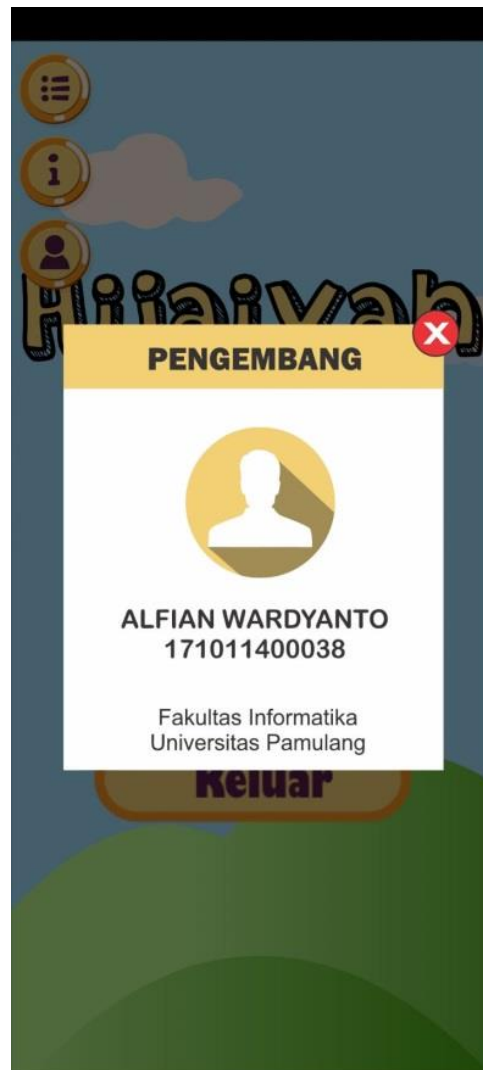 Hijaiyah
PENGEMBANG
ALFIAN WARDYANTO
171011400038
Fakultas Informatika
Universitas Pamulang
Keluar